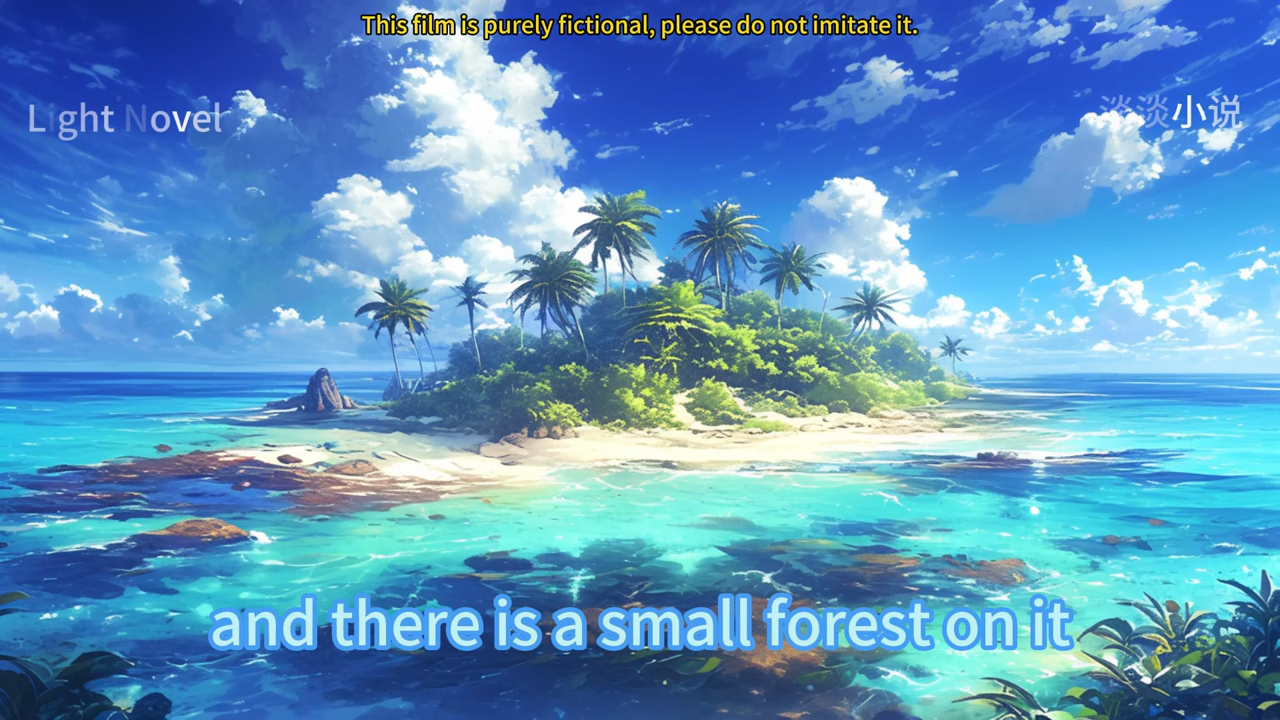 This film is purely fictional, please do not imitate it.
Light Novel
淡淡小说
and there is a small forest on it